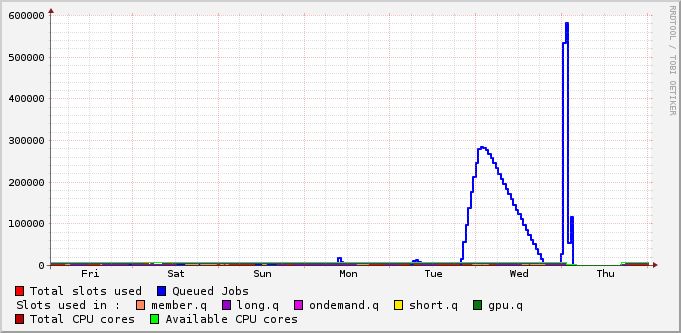 600000
500000
400000
300000
200000
100000
0
Fri Sat Sun Mon Tue Wed Thu
RRDTOOL / TOBI OETIKER
Total slots used Queued Jobs
Slots used in : member.q long.q ondemand.q short.q gpu.q
Total CPU cores Available CPU cores